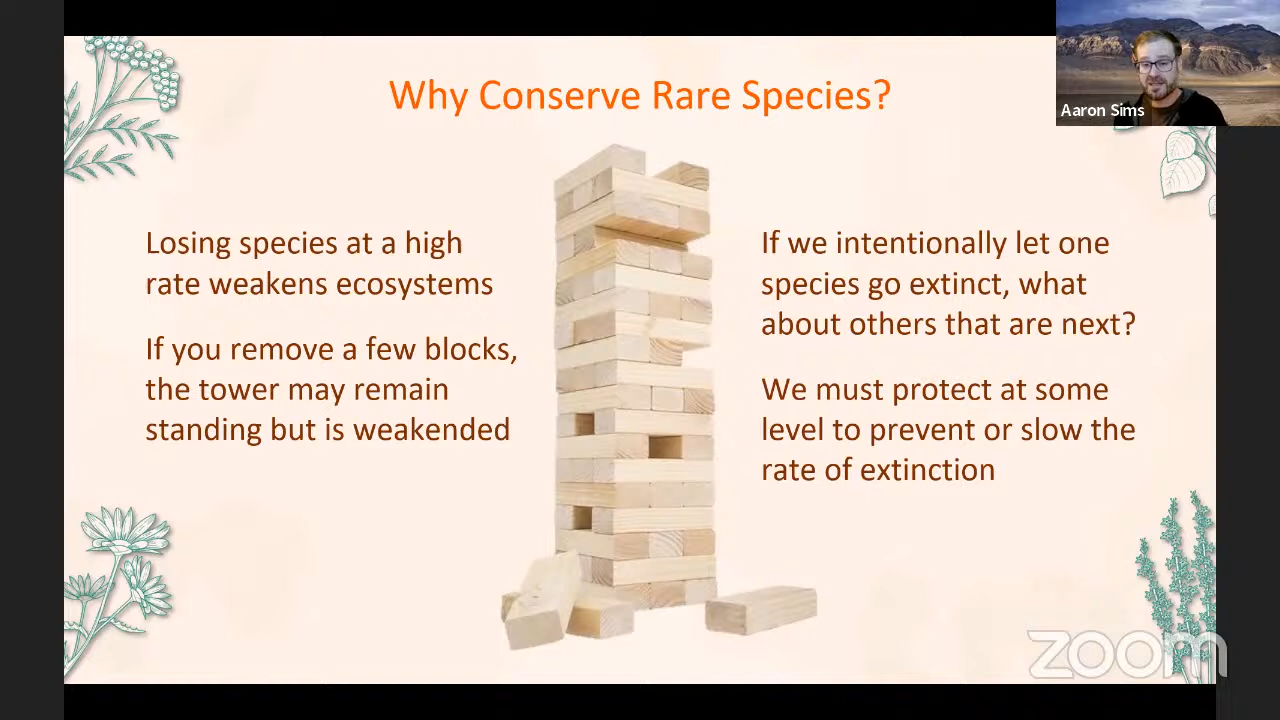 Why Conserve Rare Species?
Aaron Sims
Losing species at a high
rate weakens ecosystems
If you remove a few blocks,
the tower may remain
standing but is weakended
If we intentionally let one
species go extinct, what
about others that are next?
We must protect at some
level to prevent or slow the
rate of extinction
zoom